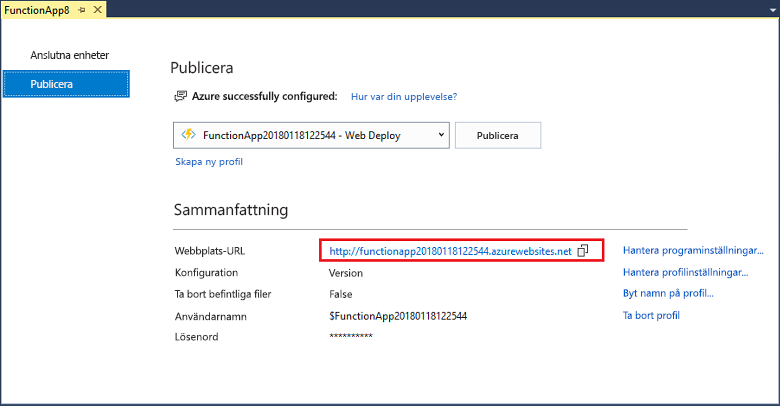 FunctionApp8
Anslutna enheter
Publicera
Publicera
Azure successfully configured: Hur var din upplevelse?
FunctionApp20180118122544 - Web Deploy Publicera
Skapa ny profil
Sammanfattning
Webbplats-URL http://functionapp20180118122544.azurewebsites.net Hantera programinställningar...
Konfiguration Version Hantera profilinställningar...
Ta bort befintliga filer False Byt namn på profil...
Användarnamn $FunctionApp20180118122544 Ta bort profil
Lösenord **********